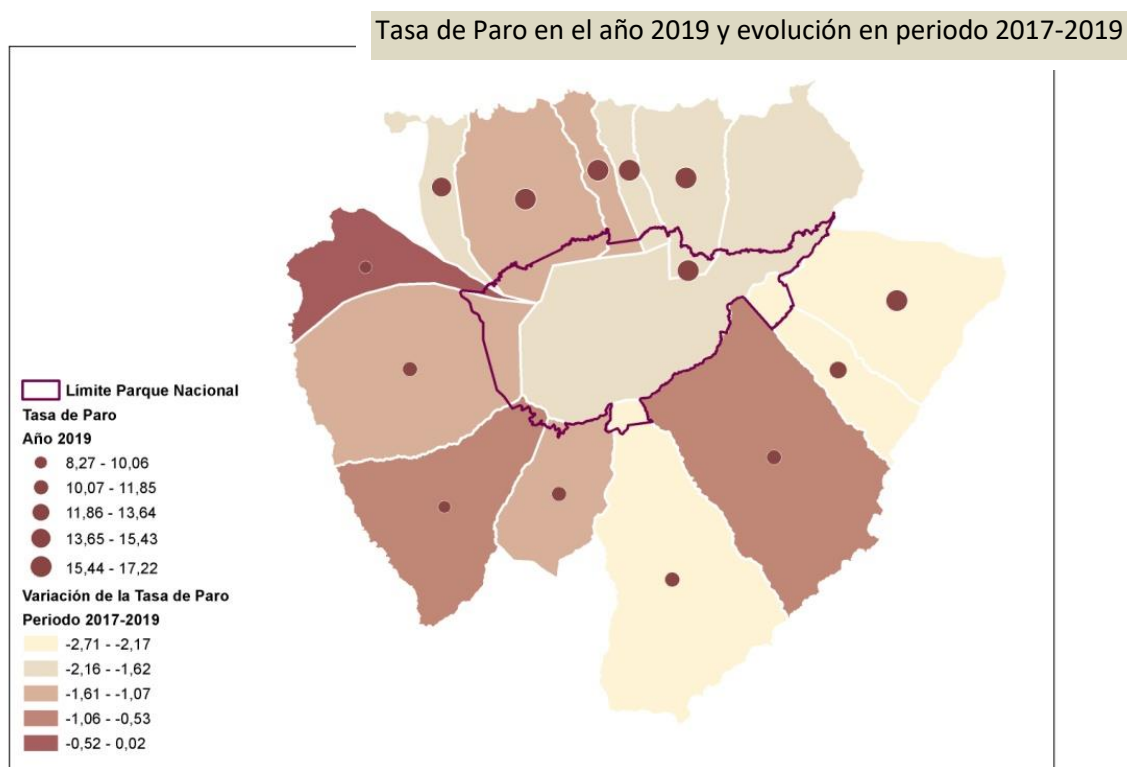 Tasa de Paro en el año 2019 y evolución en periodo 2017-2019
Limite Parque Nacional
Tasa de Paro
Año 2019
8,27 - 10,06
10,07 - 11,85
11,86 - 13,64
13,65 - 15,43
15,44 - 17,22
Variación de la Tasa de Paro
Periodo 2017-2019
-2,71 - -2,17
-2,16 - -1,62
-1,61 - -1,07
-1,06 - -0,53
-0,52 - 0,02